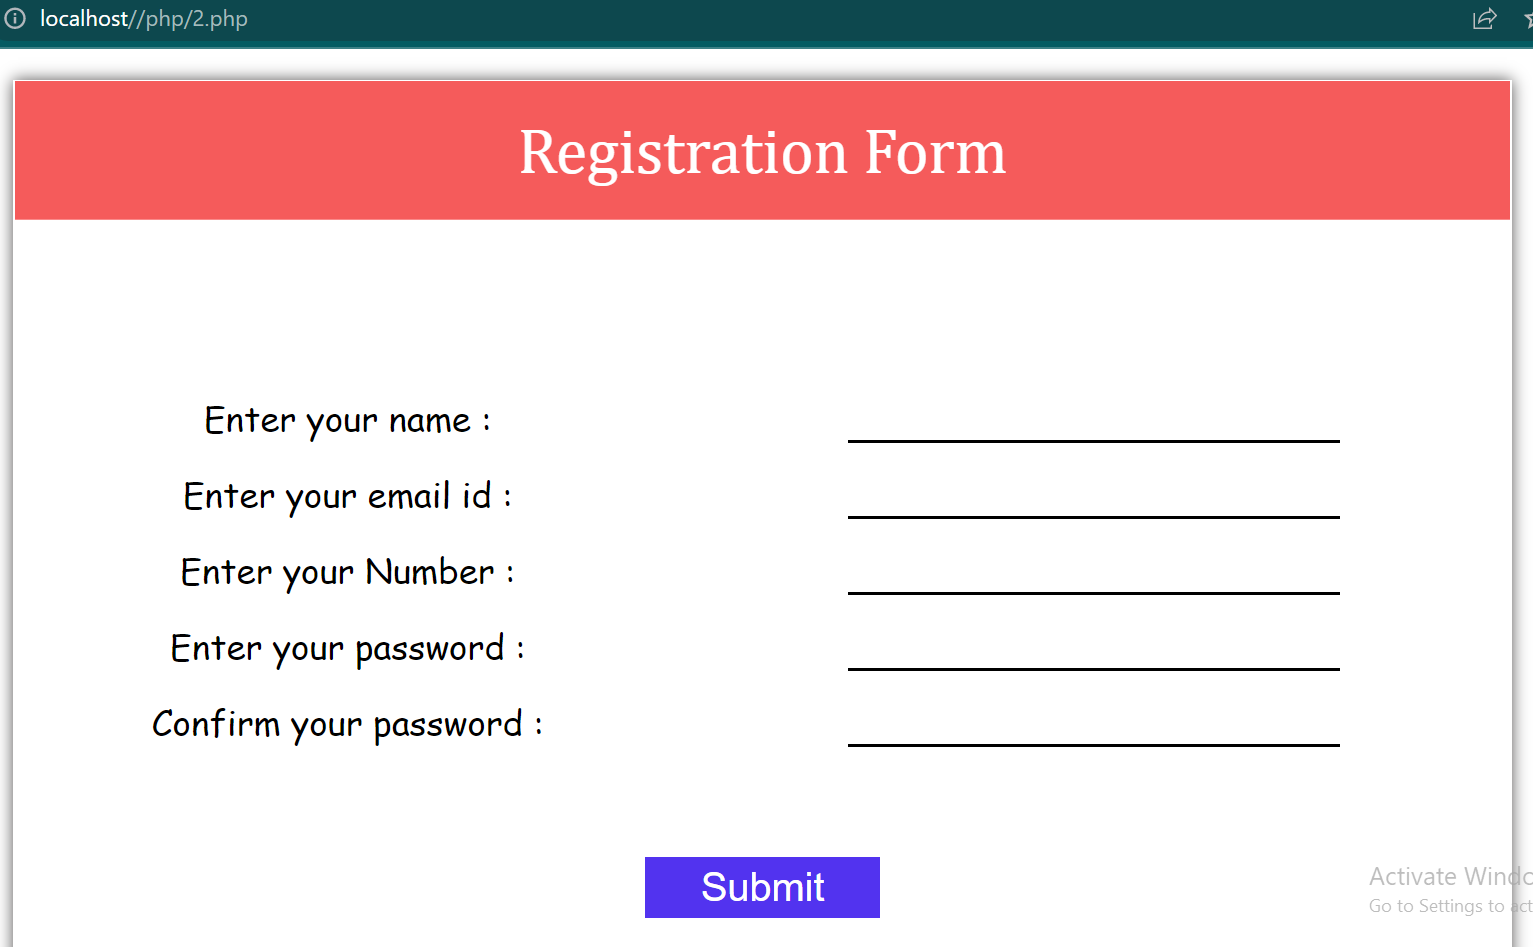 localhost//php/2.php
Registration Form
Enter your name :
Enter your email id :
Enter your Number :
Enter your password :
Confirm your password :
Submit
Activate Windo
Go to Settings to act